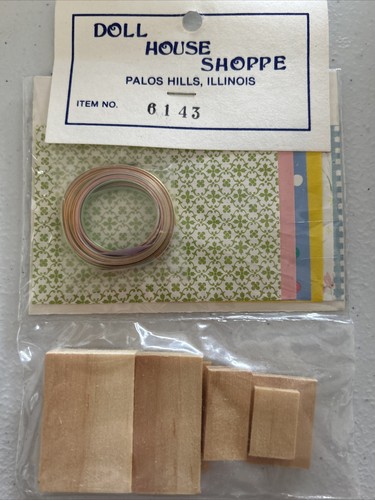 DOLL
HOUSE
SHOPPE
PALOS HILLS, ILLINOIS
ITEM NO. 6143